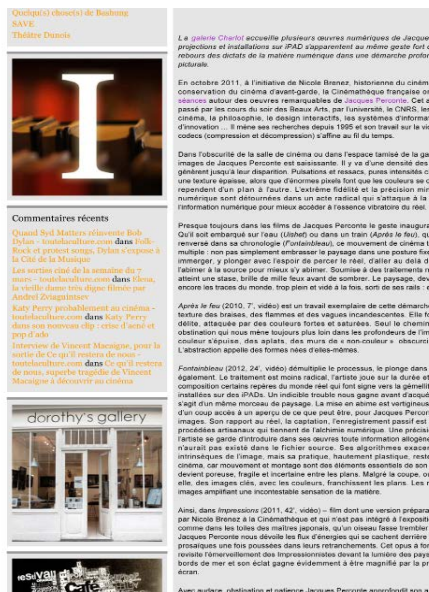 Quelqu'(chose(s) de Bashung
SAVE
Théâtre Danois
I
Commentaires récents
Quand Syd Matters réinvente Bob
Dylan - toutelaculture.com dans Folk-
Rock et protest songs, Dylan s'expose à
la Cité de la Musique
Les sorties ciné de la semaine du 7
mars - toutelaculture.com dans Elena,
la vieille dame très digne filmée par
Andreï Zviaguintsev
Katy Perry probablement au cinéma -
toutelaculture.com dans Katy Perry
dans son nouveau clip : crise d'acné et
pop d'ado
Interview de Vincent Macaigne, pour la
sortie de Ce qu'il restera de nous -
toutelaculture.com dans Ce qu'il restera
de nous, superbe tragédie de Vincent
Macaigne à découvrir au cinéma
dorothy's gallery
La galerie Charlot accueille plusieurs œuvres numériques de Jacque
projections et installations sur iPAD s'apparentent au même geste fort
rebours des dictats de la matière numérique dans une démarche profon
picturale.
En octobre 2011, à l'initiative de Nicole Brenez, historienne du ciném
conservation du cinéma d'avant-garde, la Cinémathèque française or
séances autour des oeuvres remarquables de Jacques Perconte. Cet a
passé par les cours du soir des Beaux Arts, par l'université, le CNRS, les
cinéma, la philosophie, le design interactifs, les systèmes d'informat
d'innovation … Il mène ses recherches depuis 1995 et son travail sur la vi
codecs (compression et décompression) s'affine au fil du temps.
Dans l'obscurité de la salle de cinéma ou dans l'espace tamisé de la ga
images de Jacques Perconte est saisissante. Il y va d'une densité des
génèrent jusqu'à leur disparition. Pulsations et ressacs, pures intensités c
une texture épaisse, alors que d'énormes pixels font que les couleurs se c
rependent d'un plan à l'autre. L'extrême fidélité et la précision mir
numérique sont détournées dans un acte radical qui s'attaque à la
l'information numérique pour mieux accéder à l'essence vibratoire du réel.
Presque toujours dans les films de Jacques Perconte le geste inaugura
Qu'il soit embarqué sur l'eau (Uishet) ou dans un train (Après le feu), qu
renversé dans sa chronologie (Fontainbleau), ce mouvement de cinéma t
multiple : non pas simplement embrasser le paysage dans une posture fio
immerger, y plonger avec l'espoir de percer le réel, d'aller au delà d
l'abimer à la source pour mieux s'y abimer. Soumise à des traitements
atteint une stase, brille de mille feux avant de sombrer. Le paysage, dev
encore les traces du monde, trop plein et vidé à la fois, sorti de ses rails :
Après le feu (2010, 7', vidéo) est un travail exemplaire de cette démarch
texture des braises, des flammes et des vagues incandescentes. Elle fo
délite, attaquée par des couleurs fortes et saturées. Seul le chemin
obstination qui nous mène toujours plus loin dans les profondeurs de l'im
couleur s'épuise, des aplats, des murs de « non-couleur » obscurci
L'abstraction appelle des formes nées d'elles-mêmes.
Fontainbleau (2012, 24', vidéo) démultiplie le processus, le plonge dans
également. Le traitement est moins radical, l'artiste joue sur la durée et
composition certains repères du monde réel qui font signe vers la gémelli
installées sur des iPADs. Un indicible trouble nous gagne avant d'acqué
s'agit d'un même morceau de paysage. La mise en abime est vertigineus
d'un coup accès à un aperçu de ce que peut être, pour Jacques Percon
images. Son rapport au réel, la captation, l'enregistrement passif est
procédées artisanaux qui tiennent de l'alchimie numérique. Une précisi
l'artiste se garde d'introduire dans ses œuvres toute information allogène
n'aurait pas existé dans le fichier source. Ses algorithmes exacer
intrinsèques de l'image, mais sa pratique, hautement plastique, reste
cinéma, car mouvement et montage sont des éléments essentiels de son
devient poreuse, fragile et incertaine entre les plans. Malgré la coupe, o
elle, des images clés, avec les couleurs, franchissent les plans. Les
images amplifiant une incontestable sensation de la matière.
Ainsi, dans Impressions (2011, 42', vidéo) – film dont une version prépara
par Nicole Brenez à la Cinémathèque et qui n'est pas intégré à l'exposit
comme dans les toiles des maîtres japonais, qu'un oiseau fasse trembler
Jacques Perconte nous dévoile les flux d'énergies qui se cachent derrière
prosaïques une fois poussées dans leurs retranchements. Cet opus à for
revisite l'émerveillement des Impressionnistes devant la lumière des pays
bords de mer et son éclat gagne évidemment à être magnifié par la pr
écran.
Avec audace, obstination et patience Jacques Perconte approfondit son a